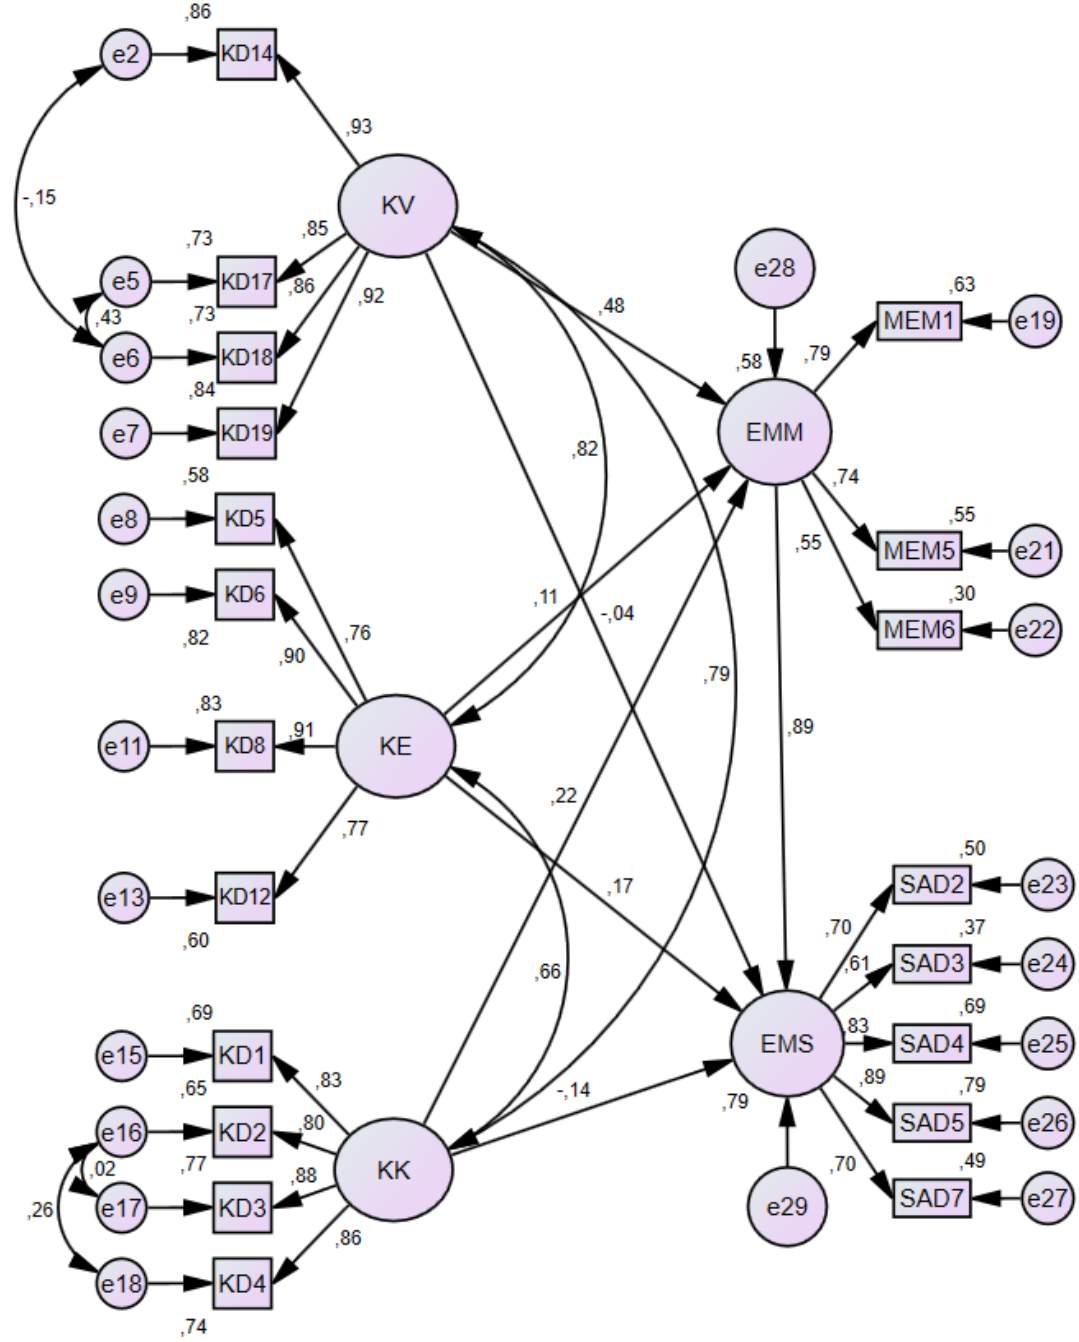 ,86
e2 KD14
,93
-,15
KV
,85
,73
e5 KD17
,86
,92
,43
,73
e6 KD18
,84
e7 KD19
e28
,48
,63
MEM1 e19
,58
,79
EMM
,82
,74
,55
MEM5 e21
,55
,30
MEM6 e22
,58
e8 KD5
e9 KD6
,82
,76
,90
,11
-,04
,79
,83
e11 KD8
,91
KE
,89
,77
,22
e13 KD12
,60
,17
,66
,50
SAD2 e23
,70
,37
SAD3 e24
,61
,69
SAD4 e25
,83
EMS
,89
,79
SAD5 e26
,79
,70
,49
SAD7 e27
e29
-,14
,69
e15 KD1
,83
,65
e16 KD2
,80
,02
,77
e17 KD3
,88
KK
,26
,86
e18 KD4
,74